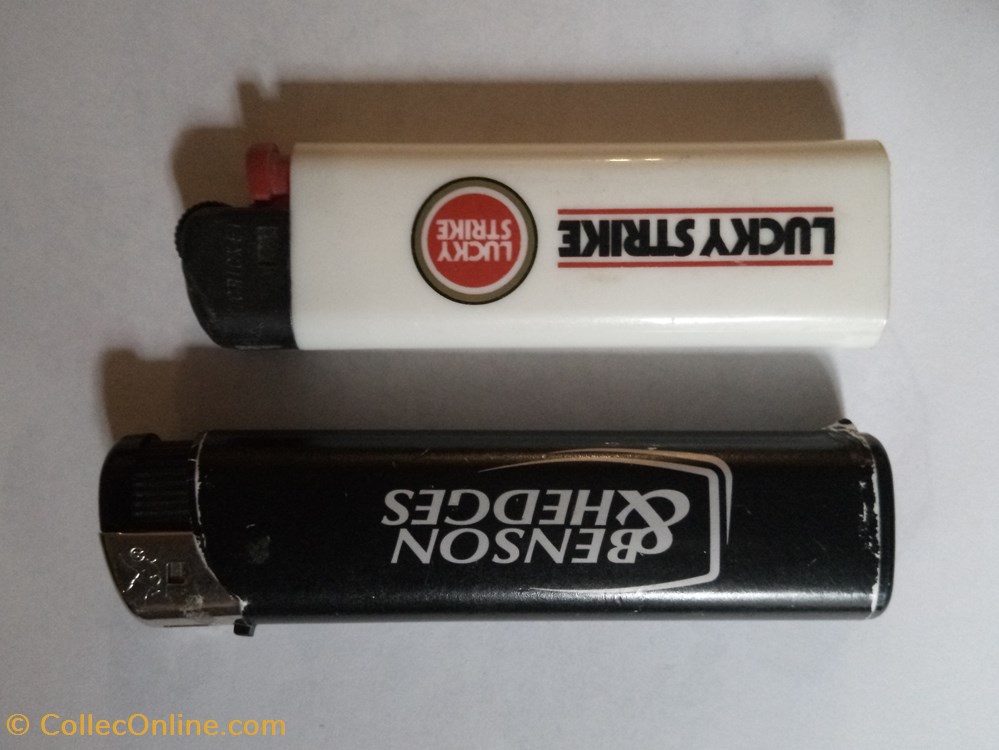 LUCKY STRIKE
LUCKY
STRIKE
BENSON
&HEDGES
© CollecOnline.com